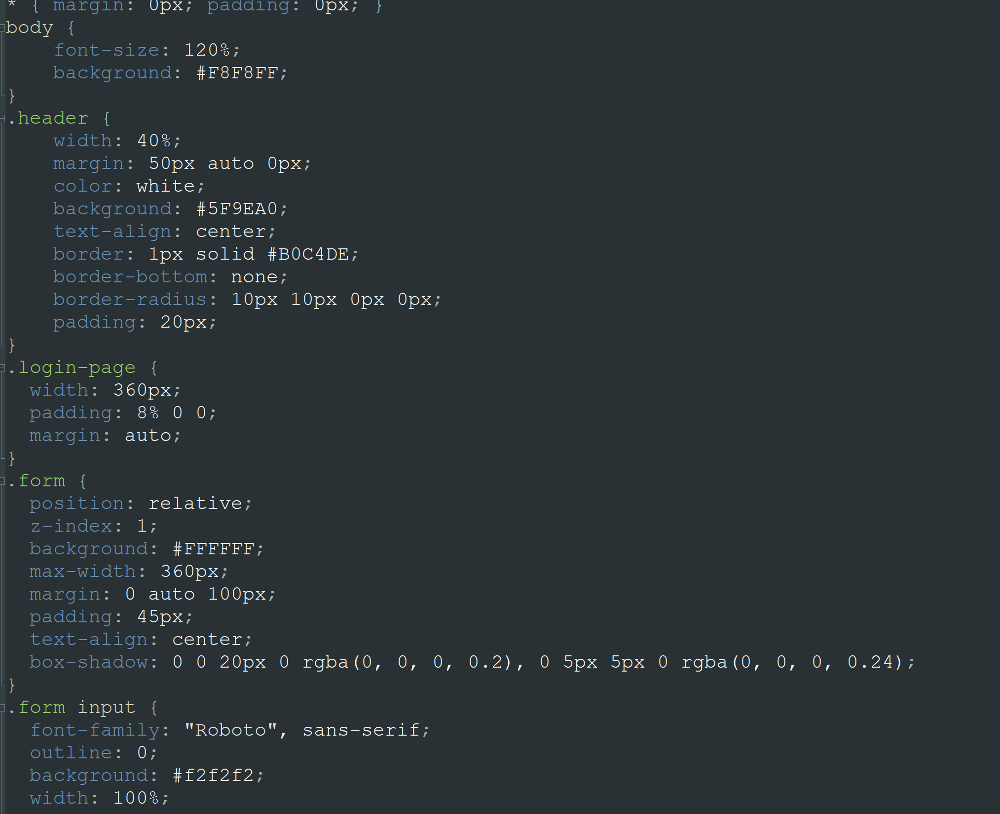 * { margin: 0px; padding: 0px; }
body {
    font-size: 120%;
    background: #F8F8FF;
}
.header {
    width: 40%;
    margin: 50px auto 0px;
    color: white;
    background: #5F9EA0;
    text-align: center;
    border: 1px solid #B0C4DE;
    border-bottom: none;
    border-radius: 10px 10px 0px 0px;
    padding: 20px;
}
.login-page {
  width: 360px;
  padding: 8% 0 0;
  margin: auto;
}
.form {
  position: relative;
  z-index: 1;
  background: #FFFFFF;
  max-width: 360px;
  margin: 0 auto 100px;
  padding: 45px;
  text-align: center;
  box-shadow: 0 0 20px 0 rgba(0, 0, 0, 0.2), 0 5px 5px 0 rgba(0, 0, 0, 0.24);
}
.form input {
  font-family: "Roboto", sans-serif;
  outline: 0;
  background: #f2f2f2;
  width: 100%;